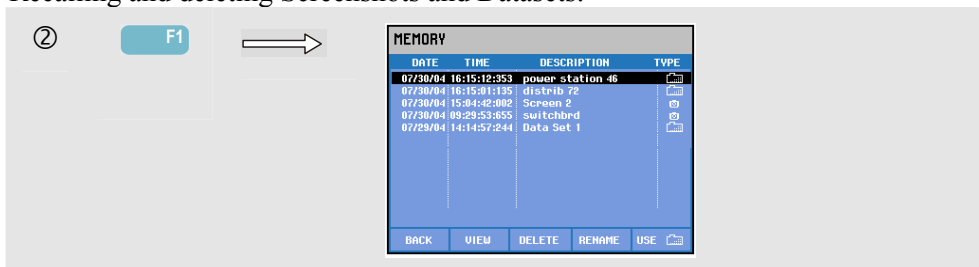 Recalling and deleting Screenshots and Datasets:
② F1
MEMORY
DATE TIME DESCRIPTION TYPE
07/30/04 16:15:12:353 power station 46
07/30/04 16:15:01:135 distrib 72
07/30/04 15:04:42:002 Screen 2
07/30/04 09:29:53:655 switchbrd
07/29/04 14:14:57:244 Data Set 1
BACK VIEW DELETE RENAME USE